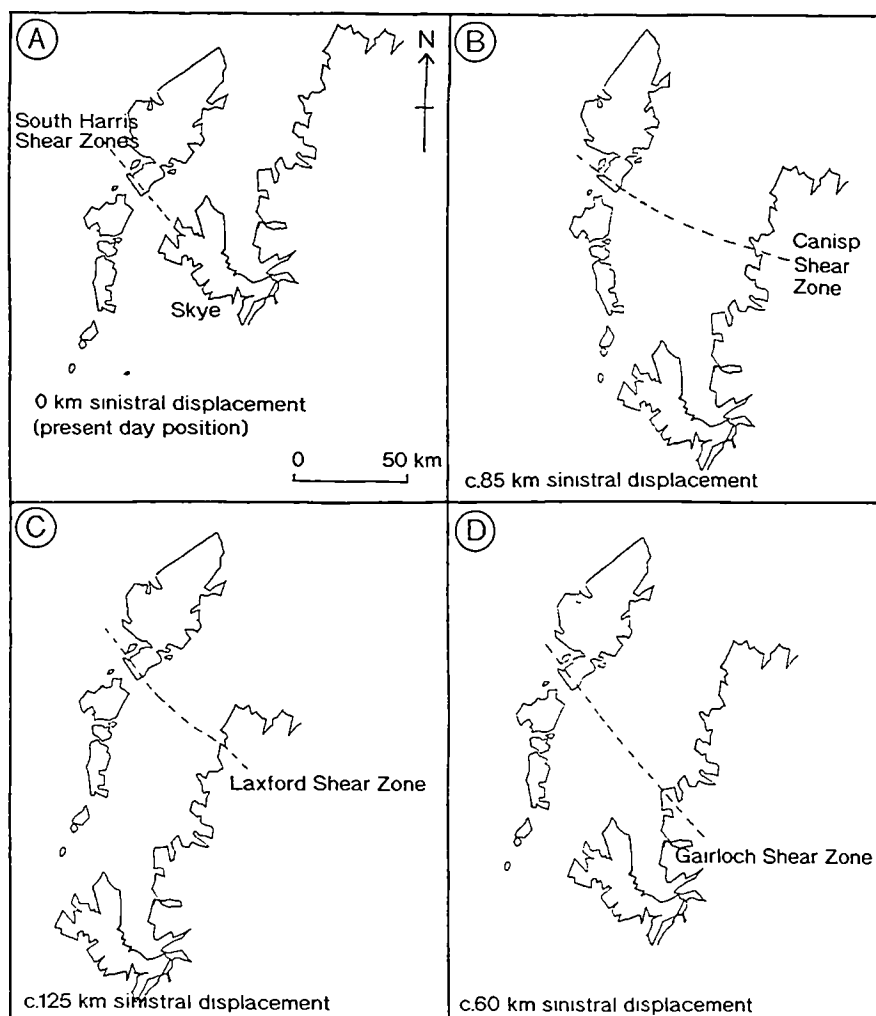 A
N
South Harris
Shear Zones
Skye
0 km sinistral displacement
(present day position)
0 50 km
B
Canisp
Shear
Zone
c.85 km sinistral displacement
C
Laxford Shear Zone
c.125 km sinistral displacement
D
Gairloch Shear Zone
c.60 km sinistral displacement